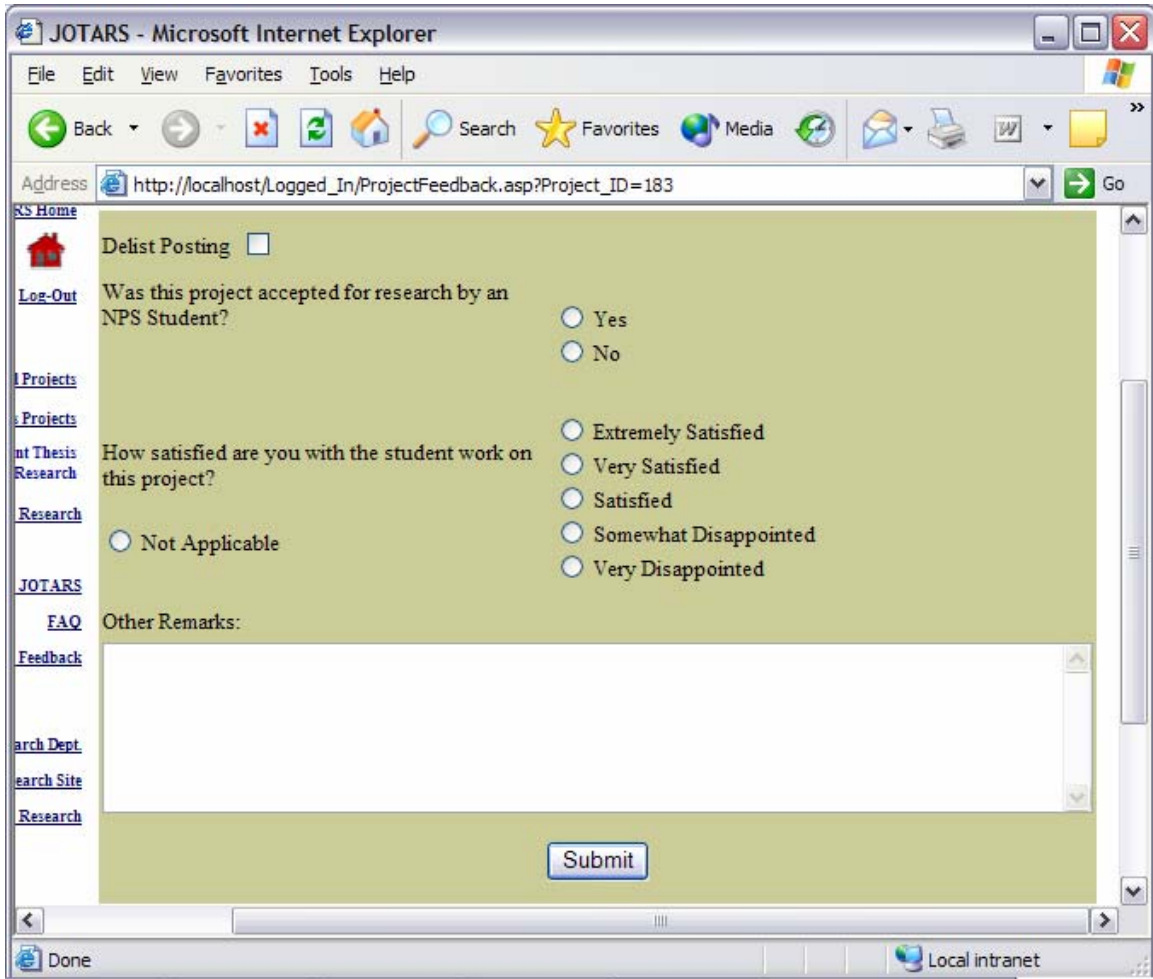 JOTARS - Microsoft Internet Explorer
File Edit View Favorites Tools Help
Back Search Favorites Media W »
Address http://localhost/Logged_In/ProjectFeedback.asp?Project_ID=183 Go
RS Home
Delist Posting
Log-Out
Was this project accepted for research by an
NPS Student?
Yes
No
l Projects
s Projects
nt Thesis
Research
Research
How satisfied are you with the student work on
this project?
Not Applicable
Extremely Satisfied
Very Satisfied
Satisfied
Somewhat Disappointed
Very Disappointed
JOTARS
FAQ
Feedback
Other Remarks:
arch Dept.
earch Site
Research
Submit
Done Local intranet